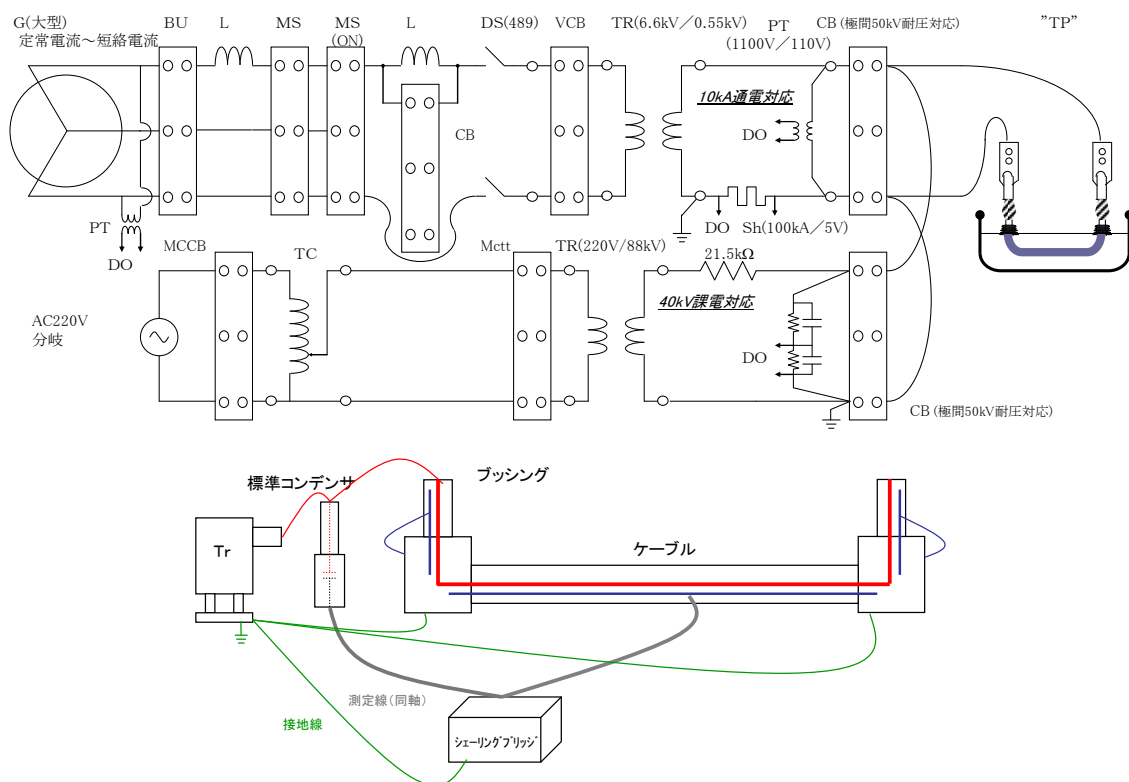 G(大型)
定常電流～短絡電流
BU
L
MS
MS
(ON)
L
DS(489)
VCB
TR(6.6kV／0.55kV)
PT
(1100V／110V)
CB(極間50kV耐圧対応)
"TP"
10kA通電対応
CB
DO
PT
DO
DO
Sh(100kA／5V)
MCCB
TC
Mctt
TR(220V/88kV)
21.5kΩ
40kV課電対応
AC220V
分岐
DO
CB(極間50kV耐圧対応)
標準コンデンサ
ブッシング
Tr
ケーブル
測定線(同軸)
接地線
ｼｪｰﾘﾝｸﾞﾌﾞﾘｯｼﾞ